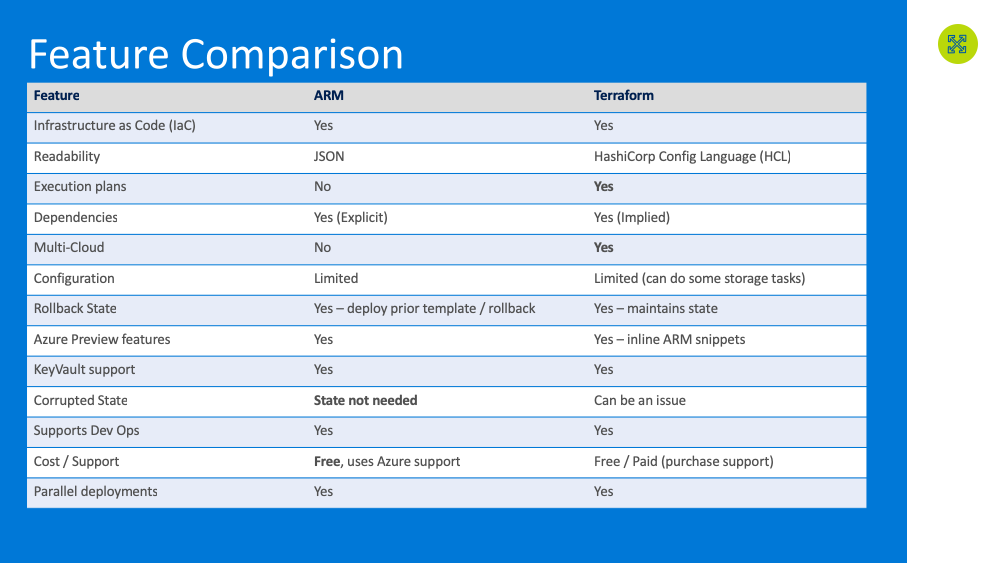 Feature Comparison
Feature ARM Terraform
Infrastructure as Code (IaC) Yes Yes
Readability JSON HashiCorp Config Language (HCL)
Execution plans No Yes
Dependencies Yes (Explicit) Yes (Implied)
Multi-Cloud No Yes
Configuration Limited Limited (can do some storage tasks)
Rollback State Yes – deploy prior template / rollback Yes – maintains state
Azure Preview features Yes Yes – inline ARM snippets
KeyVault support Yes Yes
Corrupted State State not needed Can be an issue
Supports Dev Ops Yes Yes
Cost / Support Free, uses Azure support Free / Paid (purchase support)
Parallel deployments Yes Yes